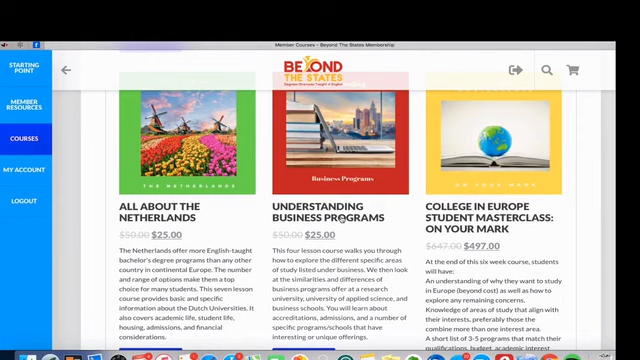 Member Courses – Beyond The States Membership
STARTING
POINT
MEMBER
RESOURCES
COURSES
MY ACCOUNT
LOGOUT
BEYOND
THE STATES
Degrees Overseas Taught in English
THE NETHERLANDS
Business Programs
ON YOUR MARK
ALL ABOUT THE
NETHERLANDS
$50.00 $25.00
The Netherlands offer more English-taught
bachelor's degree programs than any other
country in continental Europe. The number
and range of options make them a top
choice for many students. This seven lesson
course provides basic and specific
information about the Dutch Universities. It
also covers academic life, student life,
housing, admissions, and financial
considerations.
UNDERSTANDING
BUSINESS PROGRAMS
$50.00 $25.00
This four lesson course walks you through
how to explore the different specific areas
of study listed under business. We then look
at the similarities and differences of
business programs offer at a research
university, university of applied science, and
business schools. You will learn about
accreditations, admissions, and a number of
specific programs/schools that have
interesting or unique offerings.
COLLEGE IN EUROPE
STUDENT MASTERCLASS:
ON YOUR MARK
$647.00 $497.00
At the end of this six week course, students
will have:
An understanding of why they want to study
in Europe (beyond cost) as well as how to
explore any remaining concerns.
Knowledge of areas of study that align with
their interests, preferably those the
combine more than one interest area.
A short list of 3-5 programs that match their
qualifications, budget, academic interest